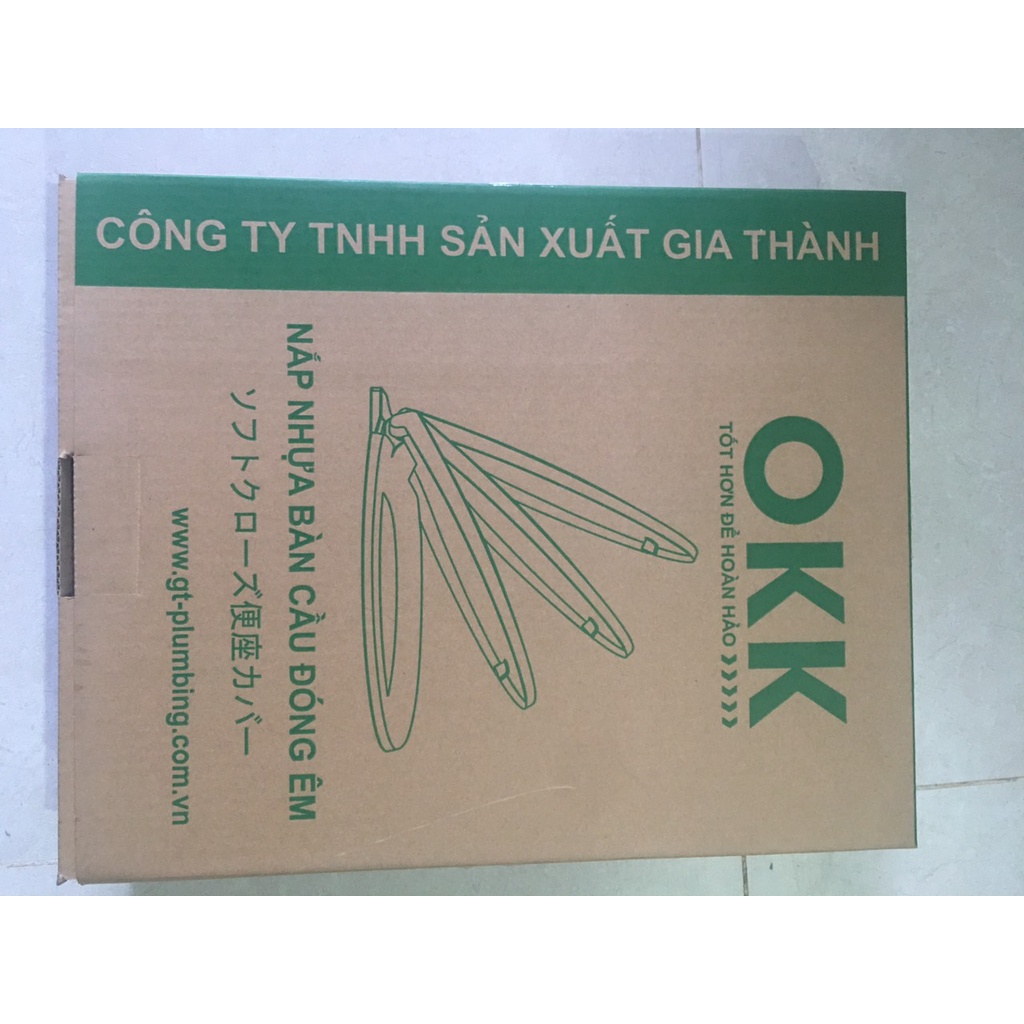 CÔNG TY TNHH SẢN XUẤT GIA THÀNH
OKK
TỐT HƠN ĐỂ HOÀN HẢO
NẮP NHỰA BÀN CẦU ĐÓNG ÊM
ソフトクローズ便座カバー
www.gt-plumbing.com.vn